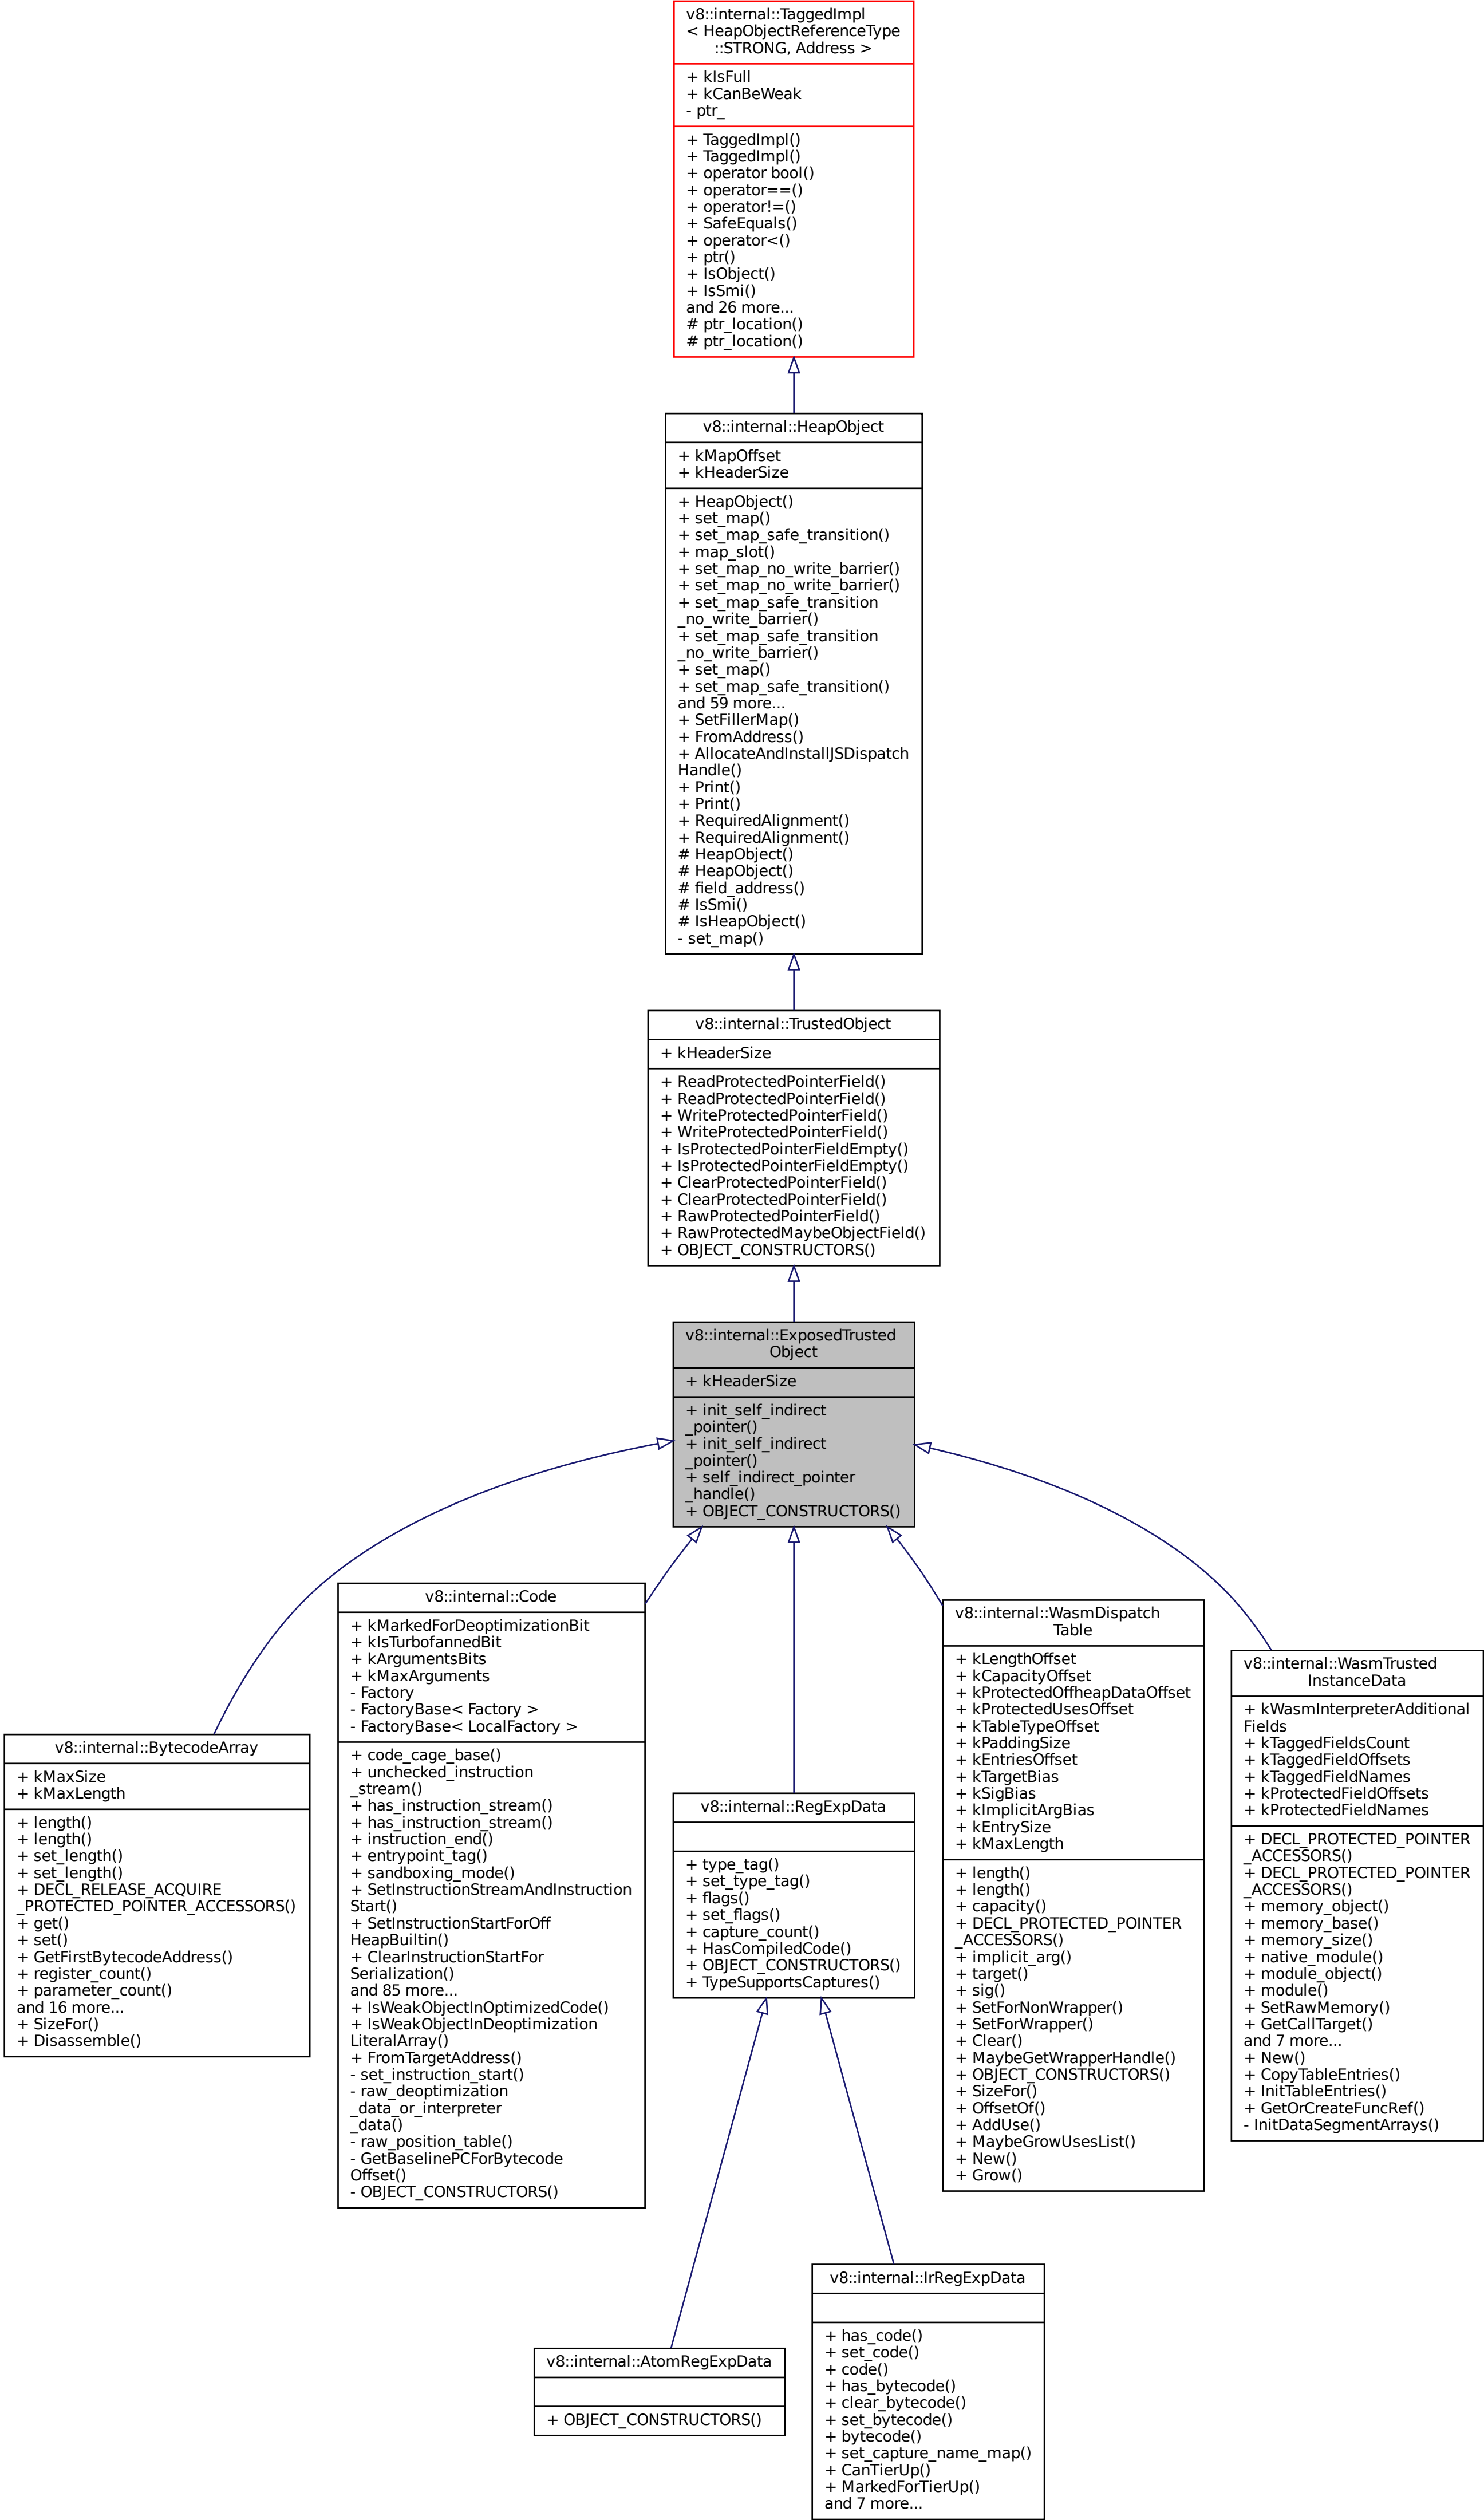 v8::internal::TaggedImpl
< HeapObjectReferenceType
::STRONG, Address >
+ kIsFull
+ kCanBeWeak
- ptr_
+ TaggedImpl()
+ TaggedImpl()
+ operator bool()
+ operator==()
+ operator!=()
+ SafeEquals()
+ operator<()
+ ptr()
+ IsObject()
+ IsSmi()
and 26 more...
# ptr_location()
# ptr_location()
v8::internal::HeapObject
+ kMapOffset
+ kHeaderSize
+ HeapObject()
+ set_map()
+ set_map_safe_transition()
+ map_slot()
+ set_map_no_write_barrier()
+ set_map_no_write_barrier()
+ set_map_safe_transition
_no_write_barrier()
+ set_map_safe_transition
_no_write_barrier()
+ set_map()
+ set_map_safe_transition()
and 59 more...
+ SetFillerMap()
+ FromAddress()
+ AllocateAndInstallJSDispatch
Handle()
+ Print()
+ Print()
+ RequiredAlignment()
+ RequiredAlignment()
# HeapObject()
# HeapObject()
# field_address()
# IsSmi()
# IsHeapObject()
- set_map()
v8::internal::TrustedObject
+ kHeaderSize
+ ReadProtectedPointerField()
+ ReadProtectedPointerField()
+ WriteProtectedPointerField()
+ WriteProtectedPointerField()
+ IsProtectedPointerFieldEmpty()
+ IsProtectedPointerFieldEmpty()
+ ClearProtectedPointerField()
+ ClearProtectedPointerField()
+ RawProtectedPointerField()
+ RawProtectedMaybeObjectField()
+ OBJECT_CONSTRUCTORS()
v8::internal::ExposedTrusted
Object
+ kHeaderSize
+ init_self_indirect
_pointer()
+ init_self_indirect
_pointer()
+ self_indirect_pointer
_handle()
+ OBJECT_CONSTRUCTORS()
v8::internal::BytecodeArray
+ kMaxSize
+ kMaxLength
+ length()
+ length()
+ set_length()
+ set_length()
+ DECL_RELEASE_ACQUIRE
_PROTECTED_POINTER_ACCESSORS()
+ get()
+ set()
+ GetFirstBytecodeAddress()
+ register_count()
+ parameter_count()
and 16 more...
+ SizeFor()
+ Disassemble()
v8::internal::Code
+ kMarkedForDeoptimizationBit
+ kIsTurbofannedBit
+ kArgumentsBits
+ kMaxArguments
- Factory
- FactoryBase< Factory >
- FactoryBase< LocalFactory >
+ code_cage_base()
+ unchecked_instruction
_stream()
+ has_instruction_stream()
+ has_instruction_stream()
+ instruction_end()
+ entrypoint_tag()
+ sandboxing_mode()
+ SetInstructionStreamAndInstruction
Start()
+ SetInstructionStartForOff
HeapBuiltin()
+ ClearInstructionStartFor
Serialization()
and 85 more...
+ IsWeakObjectInOptimizedCode()
+ IsWeakObjectInDeoptimization
LiteralArray()
+ FromTargetAddress()
- set_instruction_start()
- raw_deoptimization
_data_or_interpreter
_data()
- raw_position_table()
- GetBaselinePCForBytecode
Offset()
- OBJECT_CONSTRUCTORS()
v8::internal::RegExpData
+ type_tag()
+ set_type_tag()
+ flags()
+ set_flags()
+ capture_count()
+ HasCompiledCode()
+ OBJECT_CONSTRUCTORS()
+ TypeSupportsCaptures()
v8::internal::WasmDispatch
Table
+ kLengthOffset
+ kCapacityOffset
+ kProtectedOffheapDataOffset
+ kProtectedUsesOffset
+ kTableTypeOffset
+ kPaddingSize
+ kEntriesOffset
+ kTargetBias
+ kSigBias
+ kImplicitArgBias
+ kEntrySize
+ kMaxLength
+ length()
+ length()
+ capacity()
+ DECL_PROTECTED_POINTER
_ACCESSORS()
+ implicit_arg()
+ target()
+ sig()
+ SetForNonWrapper()
+ SetForWrapper()
+ Clear()
+ MaybeGetWrapperHandle()
+ OBJECT_CONSTRUCTORS()
+ SizeFor()
+ OffsetOf()
+ AddUse()
+ MaybeGrowUsesList()
+ New()
+ Grow()
v8::internal::WasmTrusted
InstanceData
+ kWasmInterpreterAdditional
Fields
+ kTaggedFieldsCount
+ kTaggedFieldOffsets
+ kTaggedFieldNames
+ kProtectedFieldOffsets
+ kProtectedFieldNames
+ DECL_PROTECTED_POINTER
_ACCESSORS()
+ DECL_PROTECTED_POINTER
_ACCESSORS()
+ memory_object()
+ memory_base()
+ memory_size()
+ native_module()
+ module_object()
+ module()
+ SetRawMemory()
+ GetCallTarget()
and 7 more...
+ New()
+ CopyTableEntries()
+ InitTableEntries()
+ GetOrCreateFuncRef()
- InitDataSegmentArrays()
v8::internal::AtomRegExpData
+ OBJECT_CONSTRUCTORS()
v8::internal::IrRegExpData
+ has_code()
+ set_code()
+ code()
+ has_bytecode()
+ clear_bytecode()
+ set_bytecode()
+ bytecode()
+ set_capture_name_map()
+ CanTierUp()
+ MarkedForTierUp()
and 7 more...